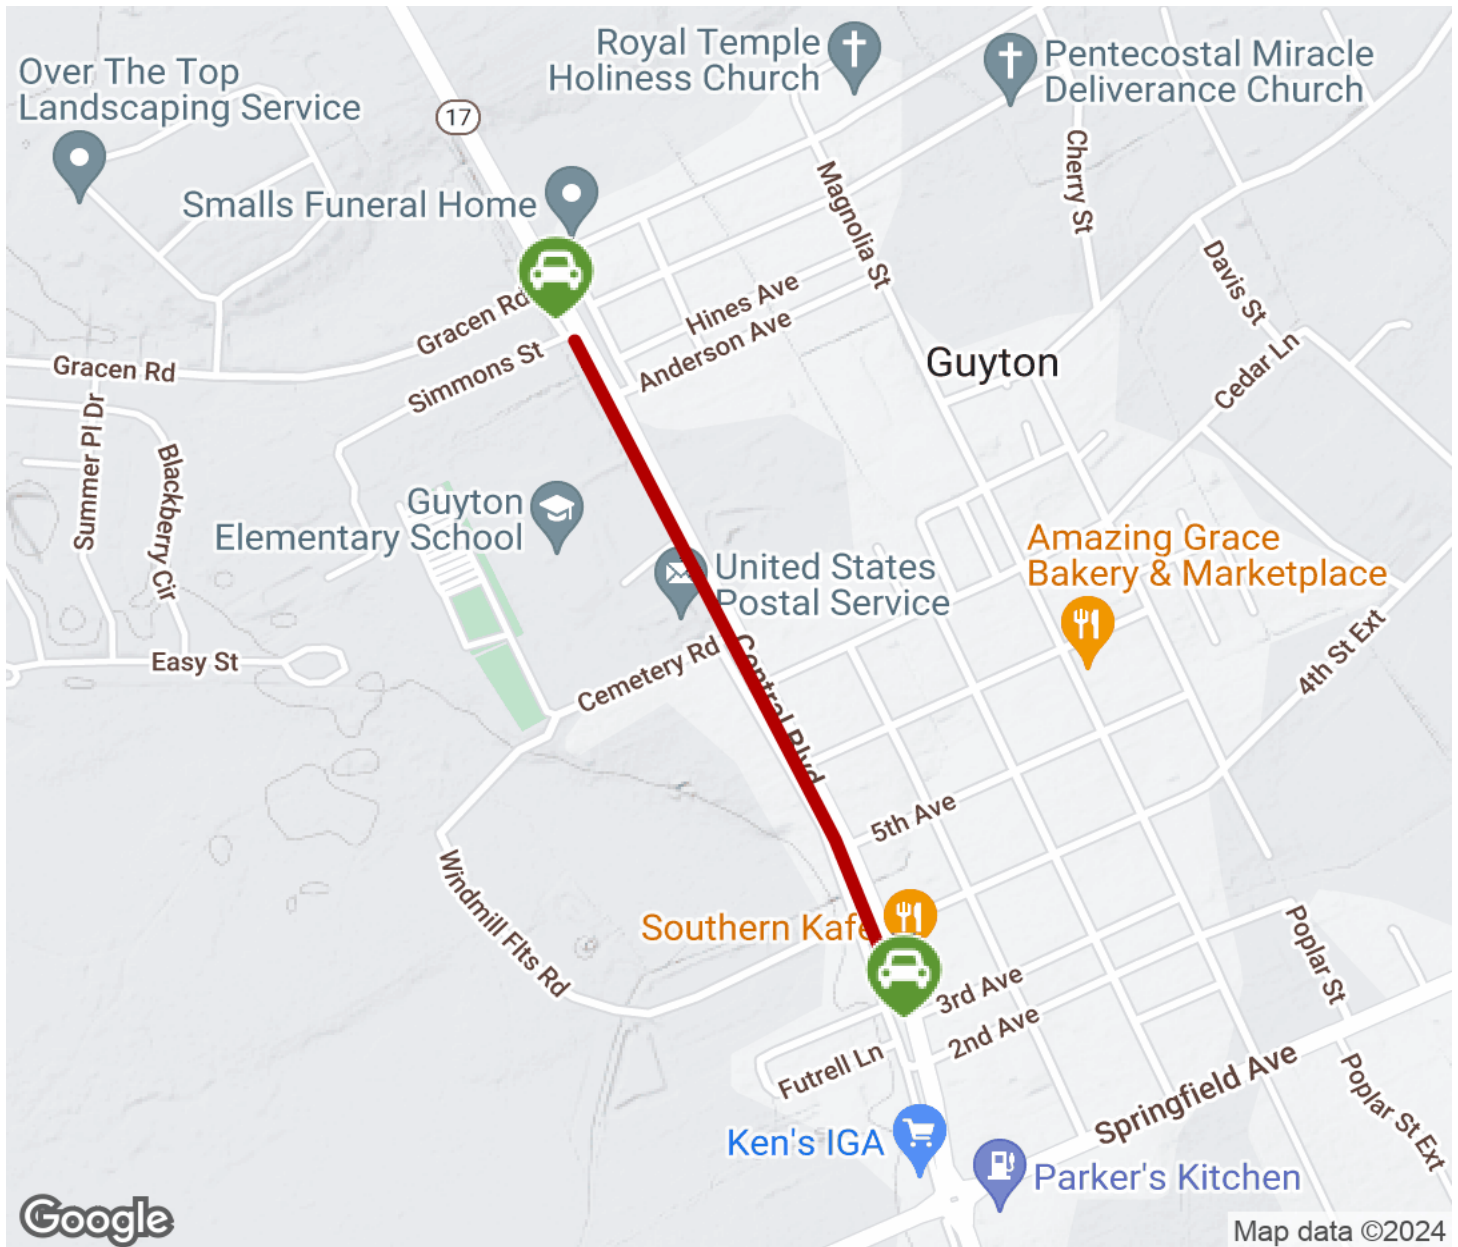 Royal Temple
Holiness Church
Pentecostal Miracle
Deliverance Church
Over The Top
Landscaping Service
17
Cherry St
Smalls Funeral Home
Magnolia St
Davis St
Gracen Rd
Hines Ave
Anderson Ave
Gracen Rd
Simmons St
Guyton
Cedar Ln
Summer Pl Dr
Blackberry Cir
Guyton
Elementary School
Amazing Grace
Bakery & Marketplace
United States
Postal Service
Easy St
Cemetery Rd
Central Blvd
4th St Ext
5th Ave
Windmill Flts Rd
Southern Kafe
Poplar St
3rd Ave
2nd Ave
Futrell Ln
Springfield Ave
Poplar St Ext
Ken's IGA
Parker's Kitchen
Google
Map data ©2024